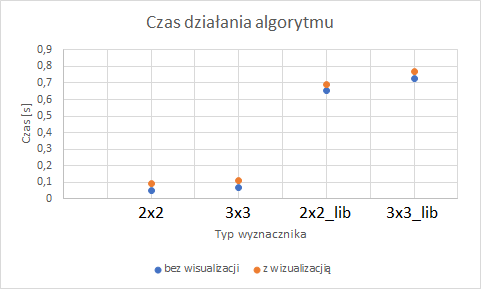 Czas działania algorytmu
0,9
0,8
0,7
0,6
0,5
0,4
0,3
0,2
0,1
0
Czas [s]
2x2 3x3 2x2_lib 3x3_lib
Typ wyznacznika
bez wisualizacji z wizualizacjią